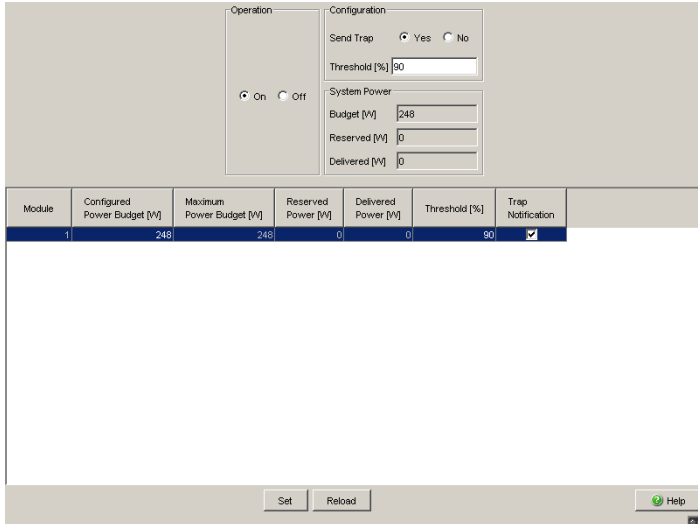 Operation
Configuration
Send Trap Yes No
Threshold [%] 90
On Off
System Power
Budget [W] 248
Reserved [W] 0
Delivered [W] 0
Module Configured Power Budget [W] Maximum Power Budget [W] Reserved Power [W] Delivered Power [W] Threshold [%] Trap Notification
1 248 248 0 0 90
Set Reload Help